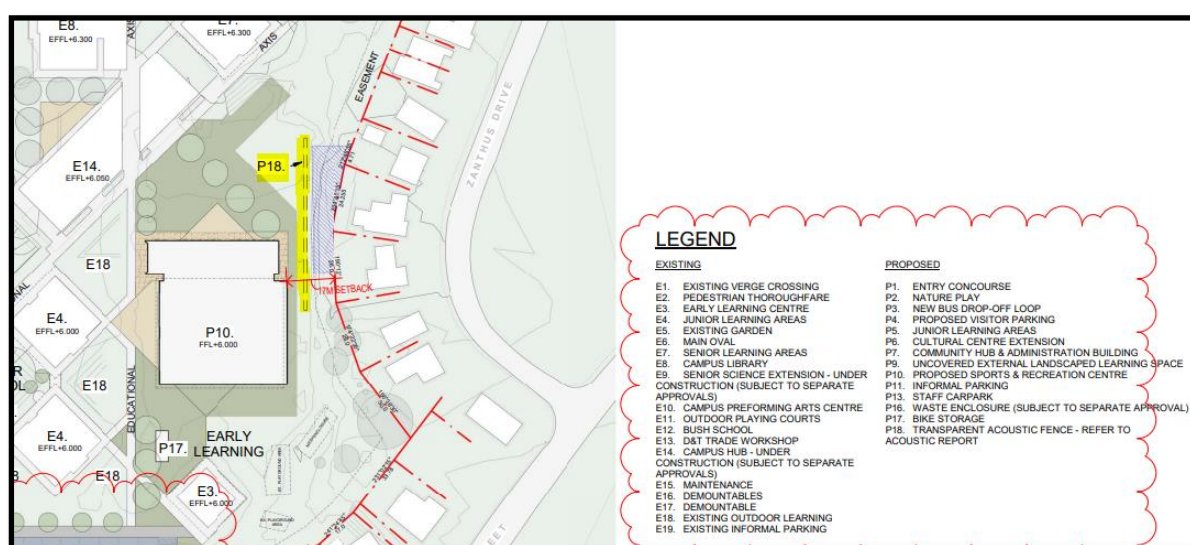 E8.
EFFL+6.300
AXIS
E7.
EFFL+6.300
AXIS
EASEMENT
ZANTHUS DRIVE
E14.
EFFL+6.050
P18.
E18
17M SETBACK
E4.
EFFL+6.000
P10.
FFL+6.000
E18
EDUCATIONAL
E4.
EFFL+6.000
P17.
EARLY
LEARNING
E18
E3.
EFFL+6.000
LEGEND
EXISTING
E1. EXISTING VERGE CROSSING
E2. PEDESTRIAN THOROUGHFARE
E3. EARLY LEARNING CENTRE
E4. JUNIOR LEARNING AREAS
E5. EXISTING GARDEN
E6. MAIN OVAL
E7. SENIOR LEARNING AREAS
E8. CAMPUS LIBRARY
E9. SENIOR SCIENCE EXTENSION - UNDER
CONSTRUCTION (SUBJECT TO SEPARATE
APPROVALS)
E10. CAMPUS PREFORMING ARTS CENTRE
E11. OUTDOOR PLAYING COURTS
E12. BUSH SCHOOL
E13. D&T TRADE WORKSHOP
E14. CAMPUS HUB - UNDER
CONSTRUCTION (SUBJECT TO SEPARATE
APPROVALS)
E15. MAINTENANCE
E16. DEMOUNTABLES
E17. DEMOUNTABLE
E18. EXISTING OUTDOOR LEARNING
E19. EXISTING INFORMAL PARKING
PROPOSED
P1. ENTRY CONCOURSE
P2. NATURE PLAY
P3. NEW BUS DROP-OFF LOOP
P4. PROPOSED VISITOR PARKING
P5. JUNIOR LEARNING AREAS
P6. CULTURAL CENTRE EXTENSION
P7. COMMUNITY HUB & ADMINISTRATION BUILDING
P9. UNCOVERED EXTERNAL LANDSCAPED LEARNING SPACE
P10. PROPOSED SPORTS & RECREATION CENTRE
P11. INFORMAL PARKING
P13. STAFF CARPARK
P16. WASTE ENCLOSURE (SUBJECT TO SEPARATE APPROVAL)
P17. BIKE STORAGE
P18. TRANSPARENT ACOUSTIC FENCE - REFER TO
ACOUSTIC REPORT